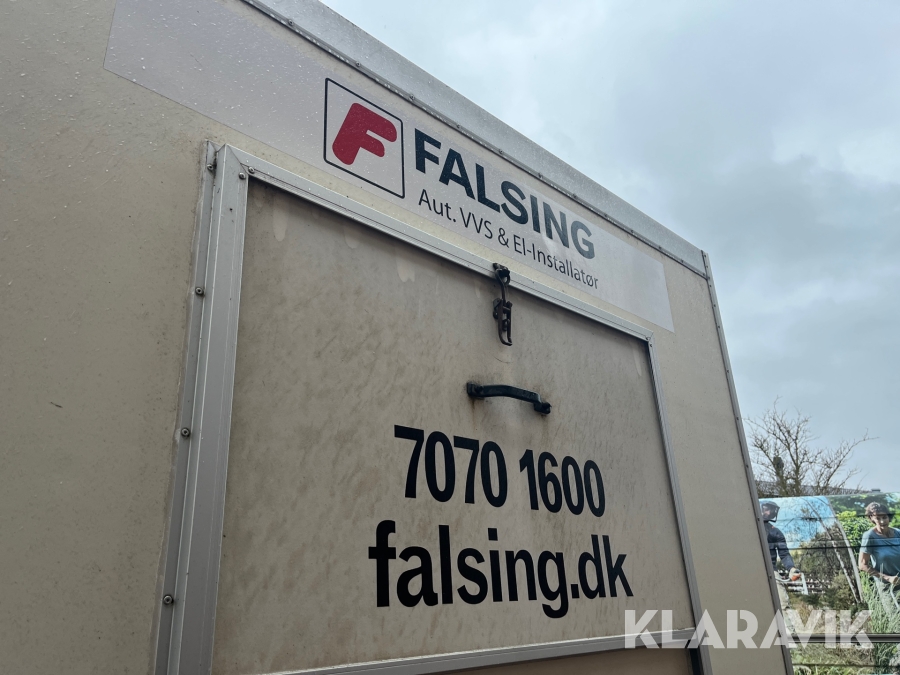 F FALSING
Aut. VVS & El-Installatør
7070 1600
falsing.dk
KLARAVIK